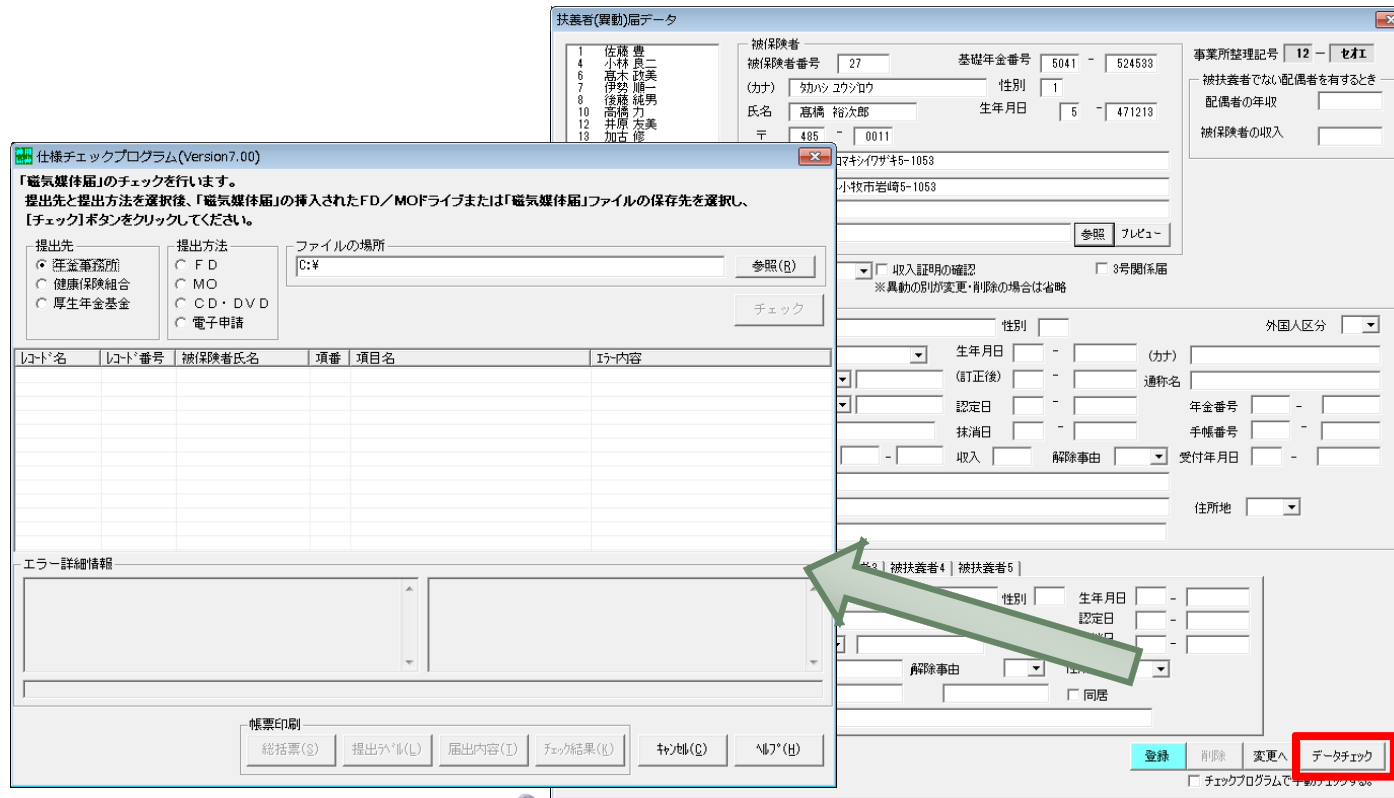 扶養者(異動)届データ
1 佐藤 豊
4 小林 良二
6 髙木 政美
7 伊勢 順一
8 後藤 純男
10 高橋 力
12 井原 友美
13 加古 修
被保険者
被保険者番号 27
基礎年金番号 5041 - 524533
(カナ) タカハシ ユウジロウ
性別 1
氏名 髙橋 裕次郎
生年月日 5 - 471213
〒 485 - 0011
コマキシイワザキ5-1053
小牧市岩崎5-1053
参照 プレビュー
事業所整理記号 12 - セオエ
被扶養者でない配偶者を有するとき
配偶者の年収
被保険者の収入
収入証明の確認
※異動の別が変更・削除の場合は省略
3号関係届
性別
外国人区分
生年月日 -
(カナ)
(訂正後) -
通称名
認定日 -
年金番号 -
抹消日 -
手帳番号 -
- 収入 解除事由
受付年月日 -
住所地
被扶養者4 被扶養者5
性別 生年月日 -
認定日 -
-
解除事由
同居
登録 削除 変更へ データチェック
仕様チェックプログラム(Version7.00)
「磁気媒体届」のチェックを行います。
提出先と提出方法を選択後、「磁気媒体届」の挿入されたFD/MOドライブまたは「磁気媒体届」ファイルの保存先を選択し、
[チェック]ボタンをクリックしてください。
提出先
年金事務所
健康保険組合
厚生年金基金
提出方法
FD
MO
CD・DVD
電子申請
ファイルの場所
C:¥
参照(R)
チェック
レコード名 レコード番号 被保険者氏名 項番 項目名 エラー内容
エラー詳細情報
帳票印刷
総括票(S) 提出ラベル(L) 届出内容(I) チェック結果(K) キャンセル(C) ヘルプ(H)